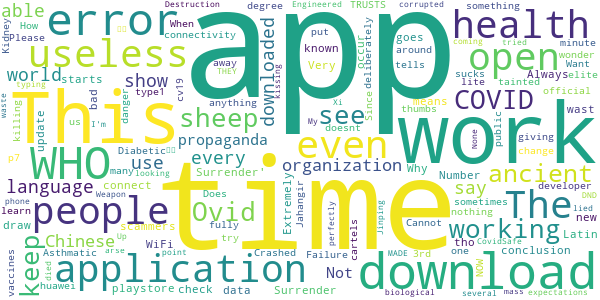 able How Please
error
Kidney When connectivity
Destruction
known Very
degree
Engineered
put
something
TRUSTS
corrupted
goes around tells
app
health
useless
downloaded
occur
deliberately
open
minute
Want
coming
tried
wonder
elite
world
starts
show
away THEY
kissing
sucks
lite
tainted
official
typing
waste
killing
us
bad
danger
type1
cv19
anything
Since
Xi
doesnt
means
Always
wast
This
I'm
sheep
see
COVID
thumbs
None
giving
public
update
My
even
work
change
WHO
Diabetic
propaganda
every
organization
Why
Number
ancient
p7
many
looking
use
Surrender'
Does
language
connect
Weapon
Extremely
Jahangir
say
sometimes
nothing
developer
DND
phone
learn
people
scammers
Ovid
fully
try
time
perfectly
The
lied
never
new
draw
Chinese
Up
WiFi
cartels
Cannot
working
tho
CovidSafe
Latin
keep
Asthmatic
arse
point
Crashed
Failure
Jinping
3rd
conclusion
application
Not
download
vaccines
died
huawei
playstore
check
data
Surrender
MADE
biological
several
NOW
mass
expectations